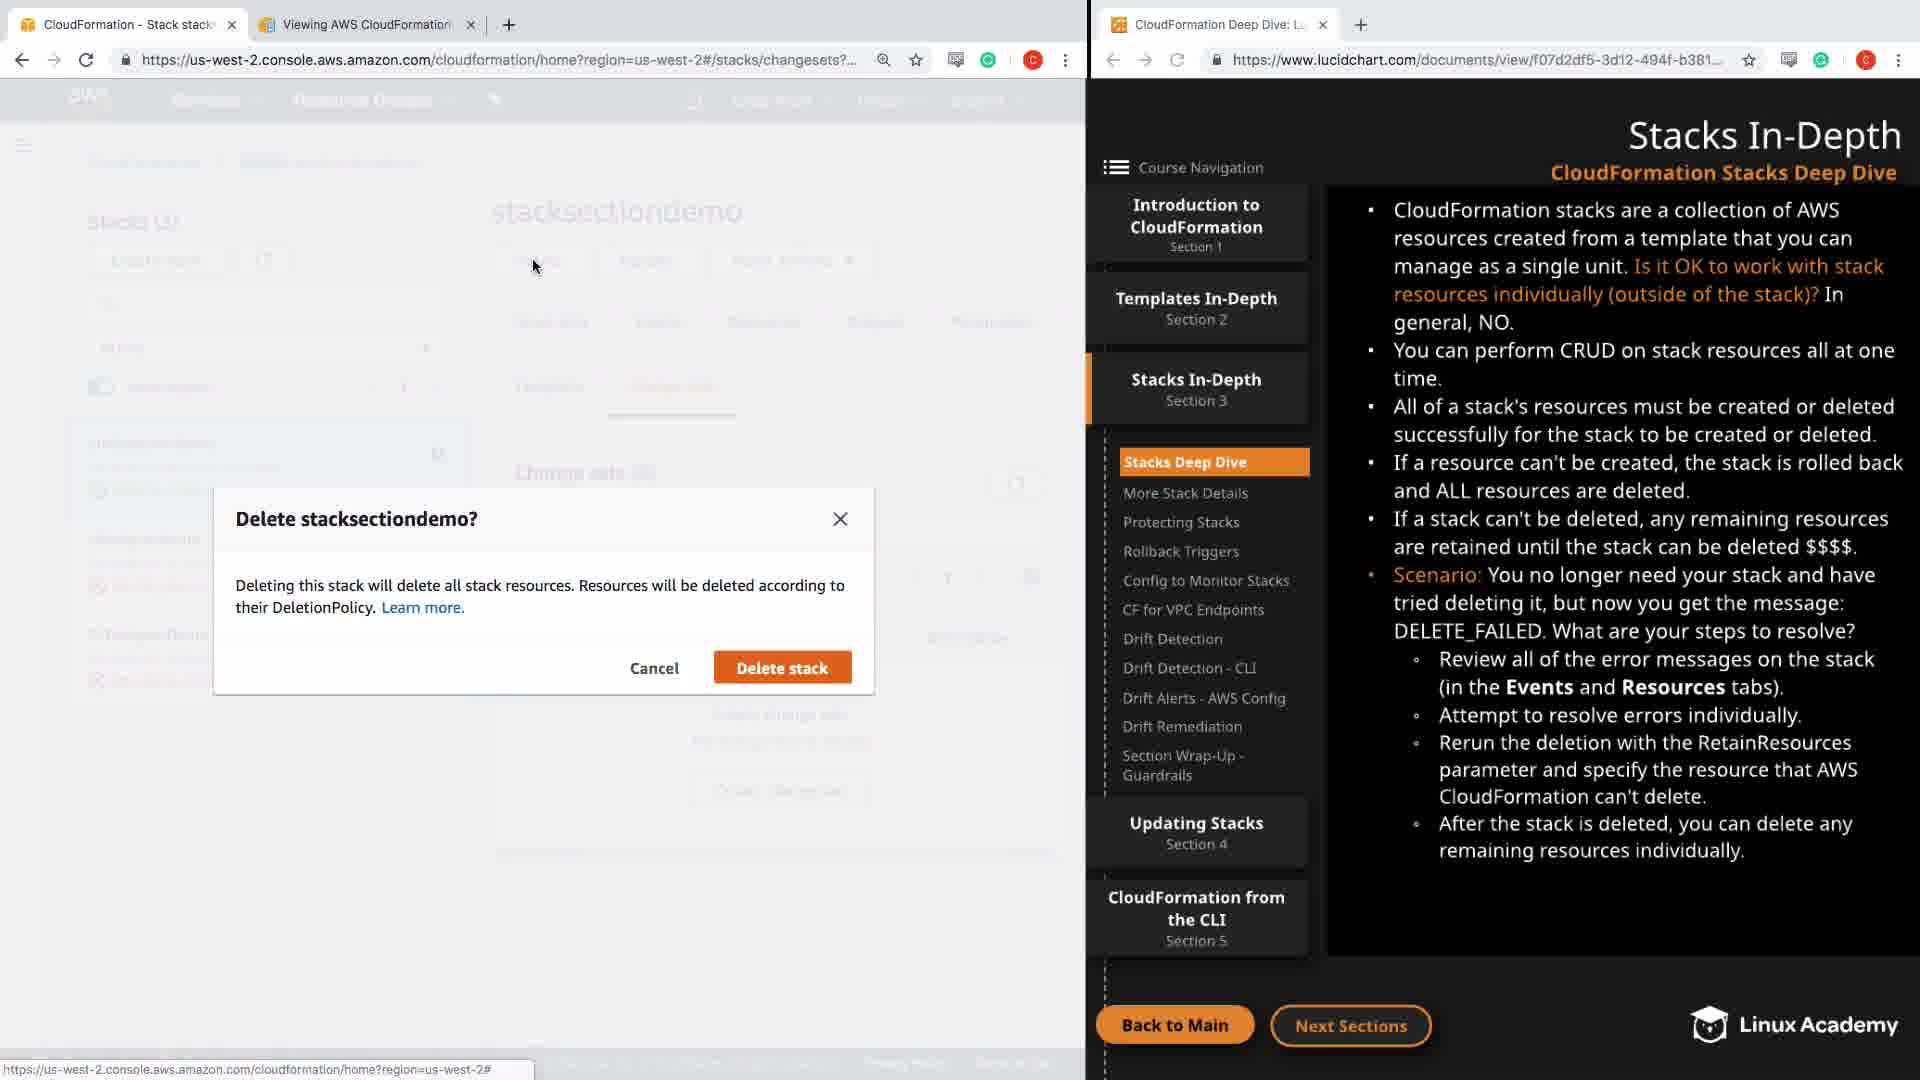 CloudFormation - Stack stack
Viewing AWS CloudFormation
https://us-west-2.console.aws.amazon.com/cloudformation/home?region=us-west-2#/stacks/changesets?...
C
stacksectiondemo
Change sets
Delete stacksectiondemo?
Deleting this stack will delete all stack resources. Resources will be deleted according to
their DeletionPolicy. Learn more.
Cancel
Delete stack
https://us-west-2.console.aws.amazon.com/cloudformation/home?region=us-west-2#
CloudFormation Deep Dive: L
https://www.lucidchart.com/documents/view/f07d2df5-3d12-494f-b381...
C
Stacks In-Depth
CloudFormation Stacks Deep Dive
Course Navigation
Introduction to
CloudFormation
Section 1
Templates In-Depth
Section 2
Stacks In-Depth
Section 3
Stacks Deep Dive
More Stack Details
Protecting Stacks
Rollback Triggers
Config to Monitor Stacks
CF for VPC Endpoints
Drift Detection
Drift Detection - CLI
Drift Alerts - AWS Config
Drift Remediation
Section Wrap-Up -
Guardrails
Updating Stacks
Section 4
CloudFormation from
the CLI
Section 5
• CloudFormation stacks are a collection of AWS
resources created from a template that you can
manage as a single unit. Is it OK to work with stack
resources individually (outside of the stack)? In
general, NO.
• You can perform CRUD on stack resources all at one
time.
• All of a stack's resources must be created or deleted
successfully for the stack to be created or deleted.
• If a resource can't be created, the stack is rolled back
and ALL resources are deleted.
• If a stack can't be deleted, any remaining resources
are retained until the stack can be deleted $$$$.
• Scenario: You no longer need your stack and have
tried deleting it, but now you get the message:
DELETE_FAILED. What are your steps to resolve?
◦ Review all of the error messages on the stack
(in the Events and Resources tabs).
◦ Attempt to resolve errors individually.
◦ Rerun the deletion with the RetainResources
parameter and specify the resource that AWS
CloudFormation can't delete.
◦ After the stack is deleted, you can delete any
remaining resources individually.
Back to Main
Next Sections
Linux Academy